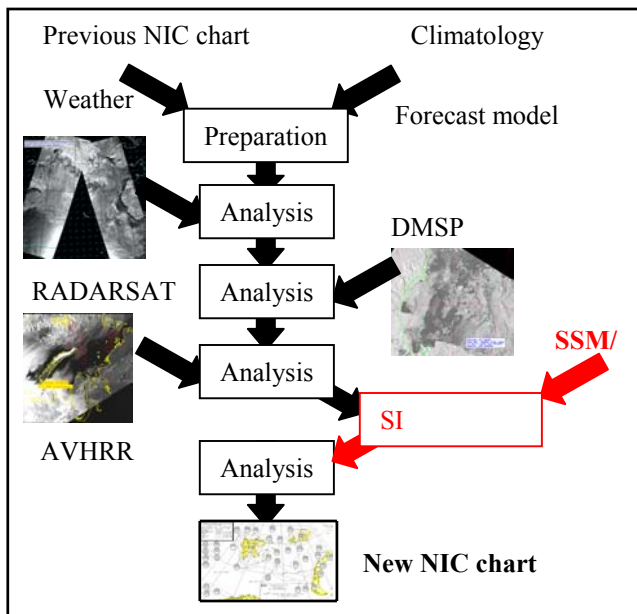 Previous NIC chart
Climatology
Weather
Forecast model
Preparation
Analysis
DMSP
Analysis
RADARSAT
SSM/
Analysis
SI
AVHRR
Analysis
New NIC chart